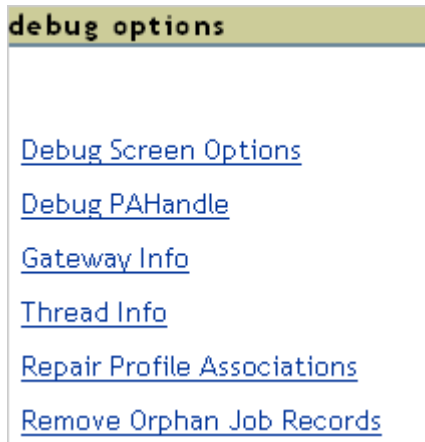 debug options
Debug Screen Options
Debug PAHandle
Gateway Info
Thread Info
Repair Profile Associations
Remove Orphan Job Records